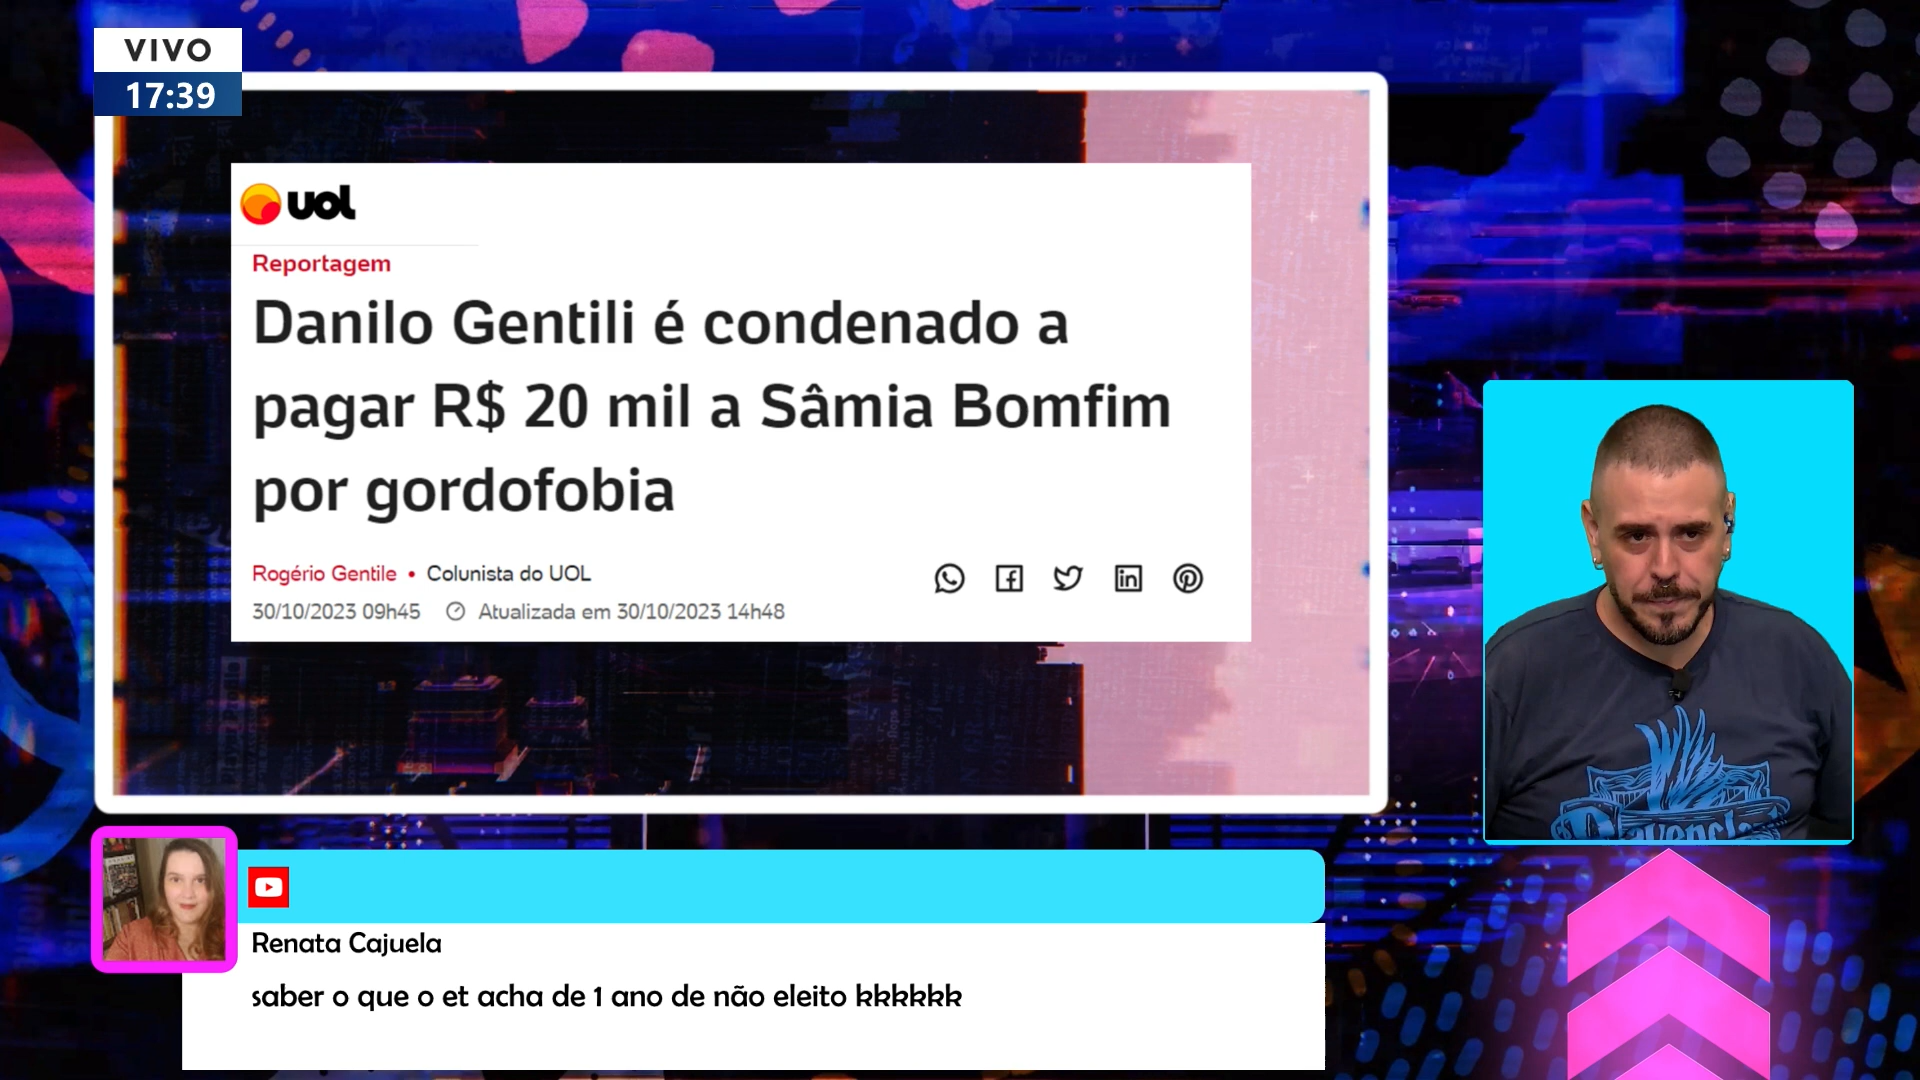 VIVO
17:39
uol
Reportagem
Danilo Gentili é condenado a
pagar R$ 20 mil a Sâmia Bomfim
por gordofobia
Rogério Gentile • Colunista do UOL
30/10/2023 09h45 Atualizada em 30/10/2023 14h48
Renata Cajuela
saber o que o et acha de 1 ano de não eleito kkkkkk